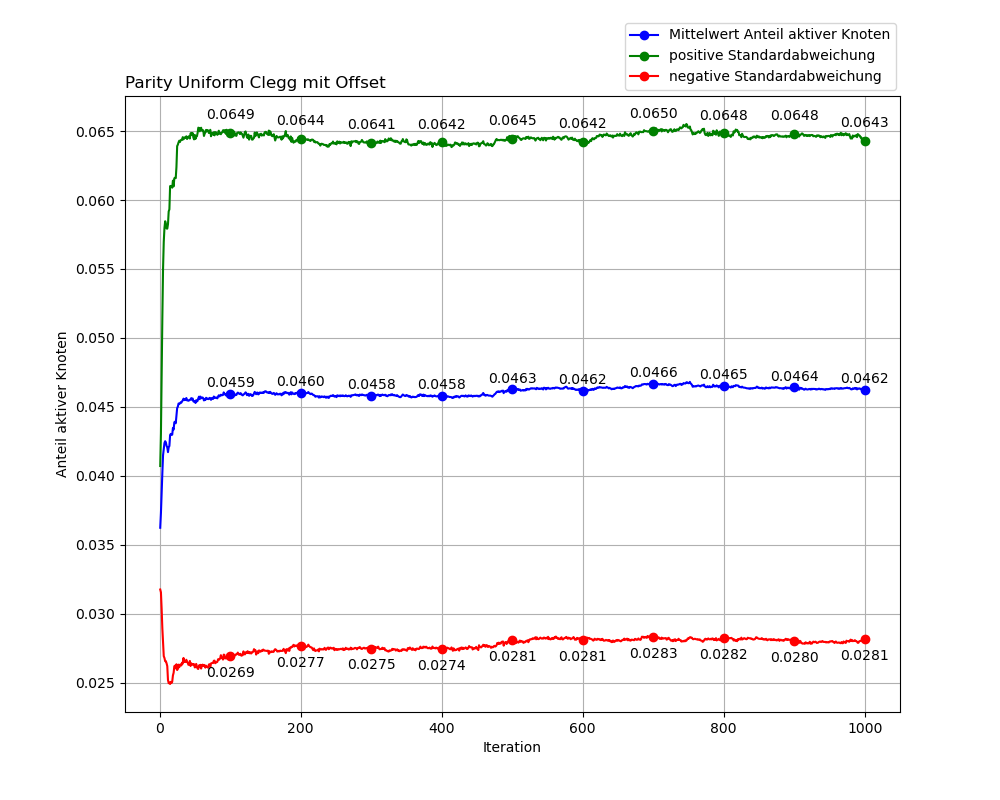 Mittelwert Anteil aktiver Knoten
positive Standardabweichung
negative Standardabweichung
Parity Uniform Clegg mit Offset
0.065
0.060
0.055
0.050
0.045
0.040
0.035
0.030
0.025
Anteil aktiver Knoten
0.0649 0.0644 0.0641 0.0642 0.0645 0.0642 0.0650 0.0648 0.0648 0.0643
0.0459 0.0460 0.0458 0.0458 0.0463 0.0462 0.0466 0.0465 0.0464 0.0462
0.0269 0.0277 0.0275 0.0274 0.0281 0.0281 0.0283 0.0282 0.0280 0.0281
0 200 400 600 800 1000
Iteration